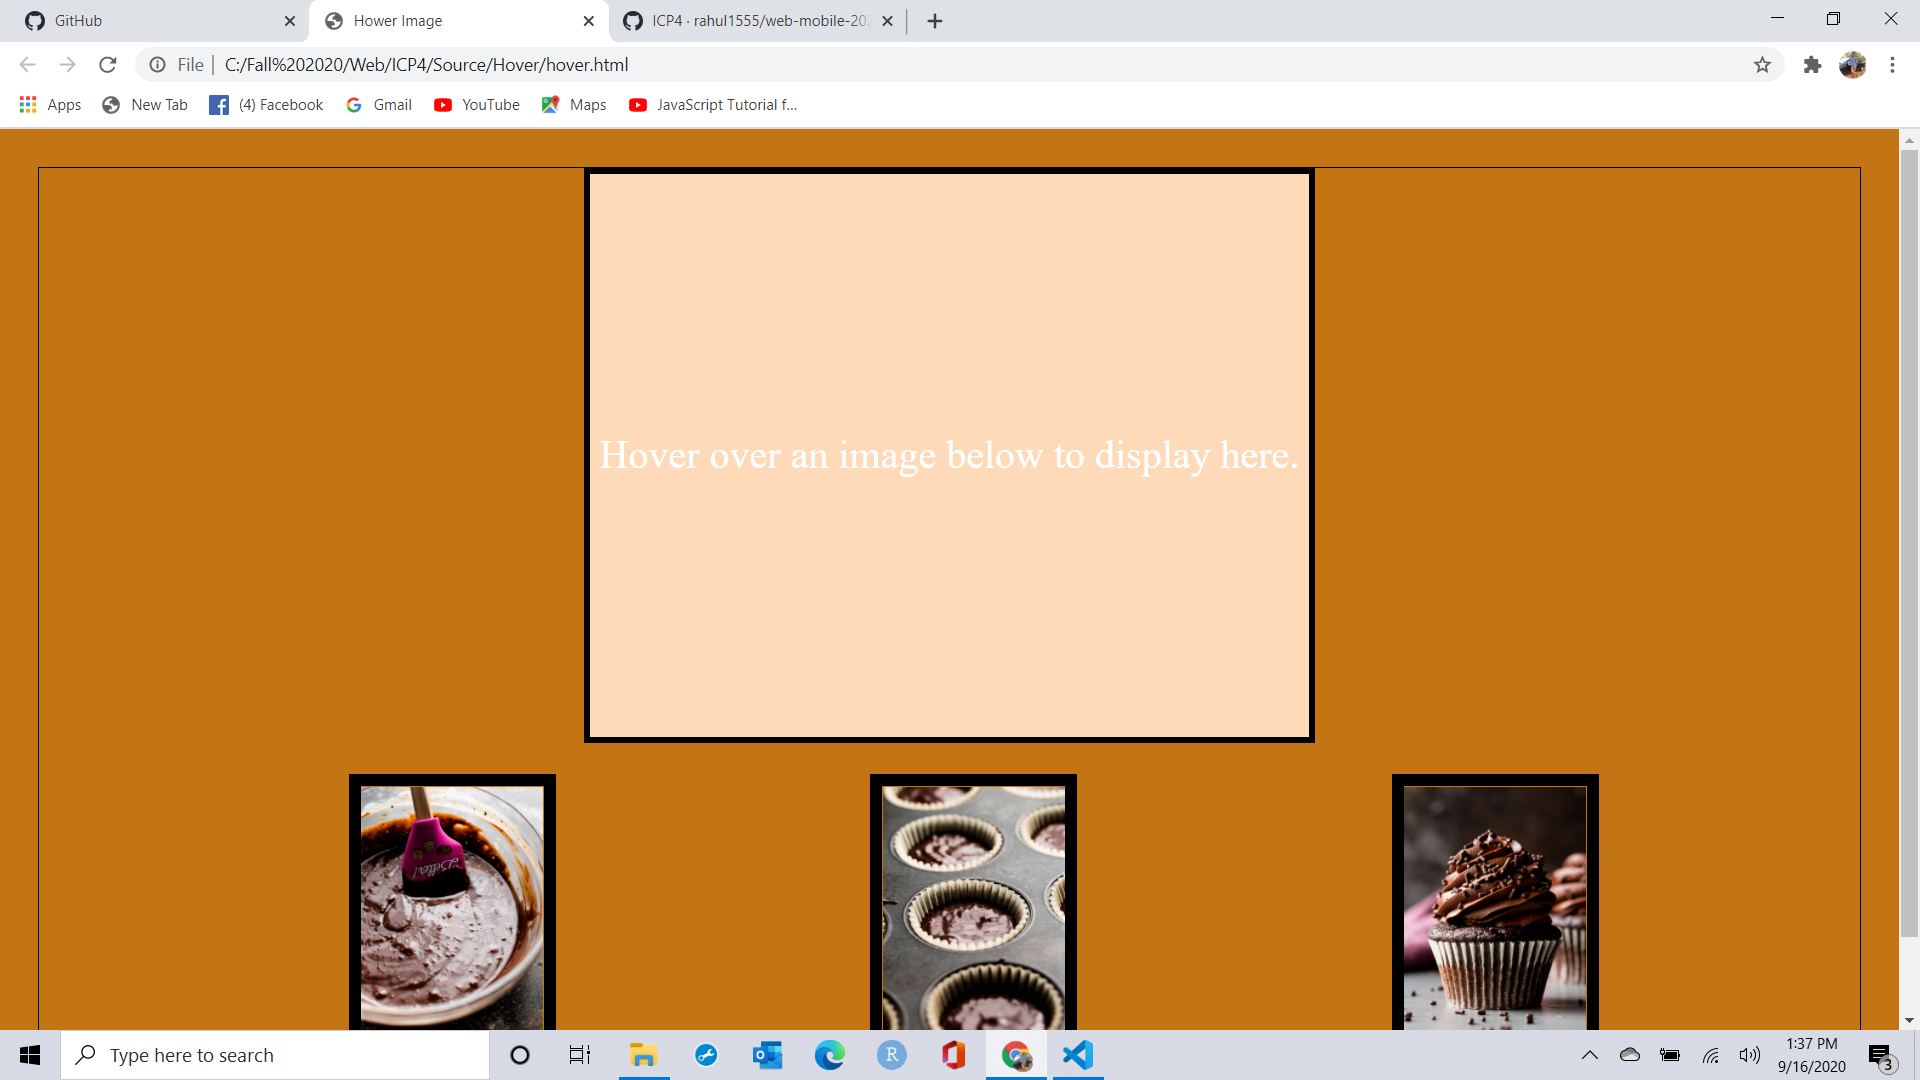 GitHub
Hower Image
ICP4 · rahul1555/web-mobile-202
File
C:/Fall%202020/Web/ICP4/Source/Hover/hover.html
Apps
New Tab
(4) Facebook
Gmail
YouTube
Maps
JavaScript Tutorial f...
Hover over an image below to display here.
Better!
Type here to search
R
1:37 PM
9/16/2020
3